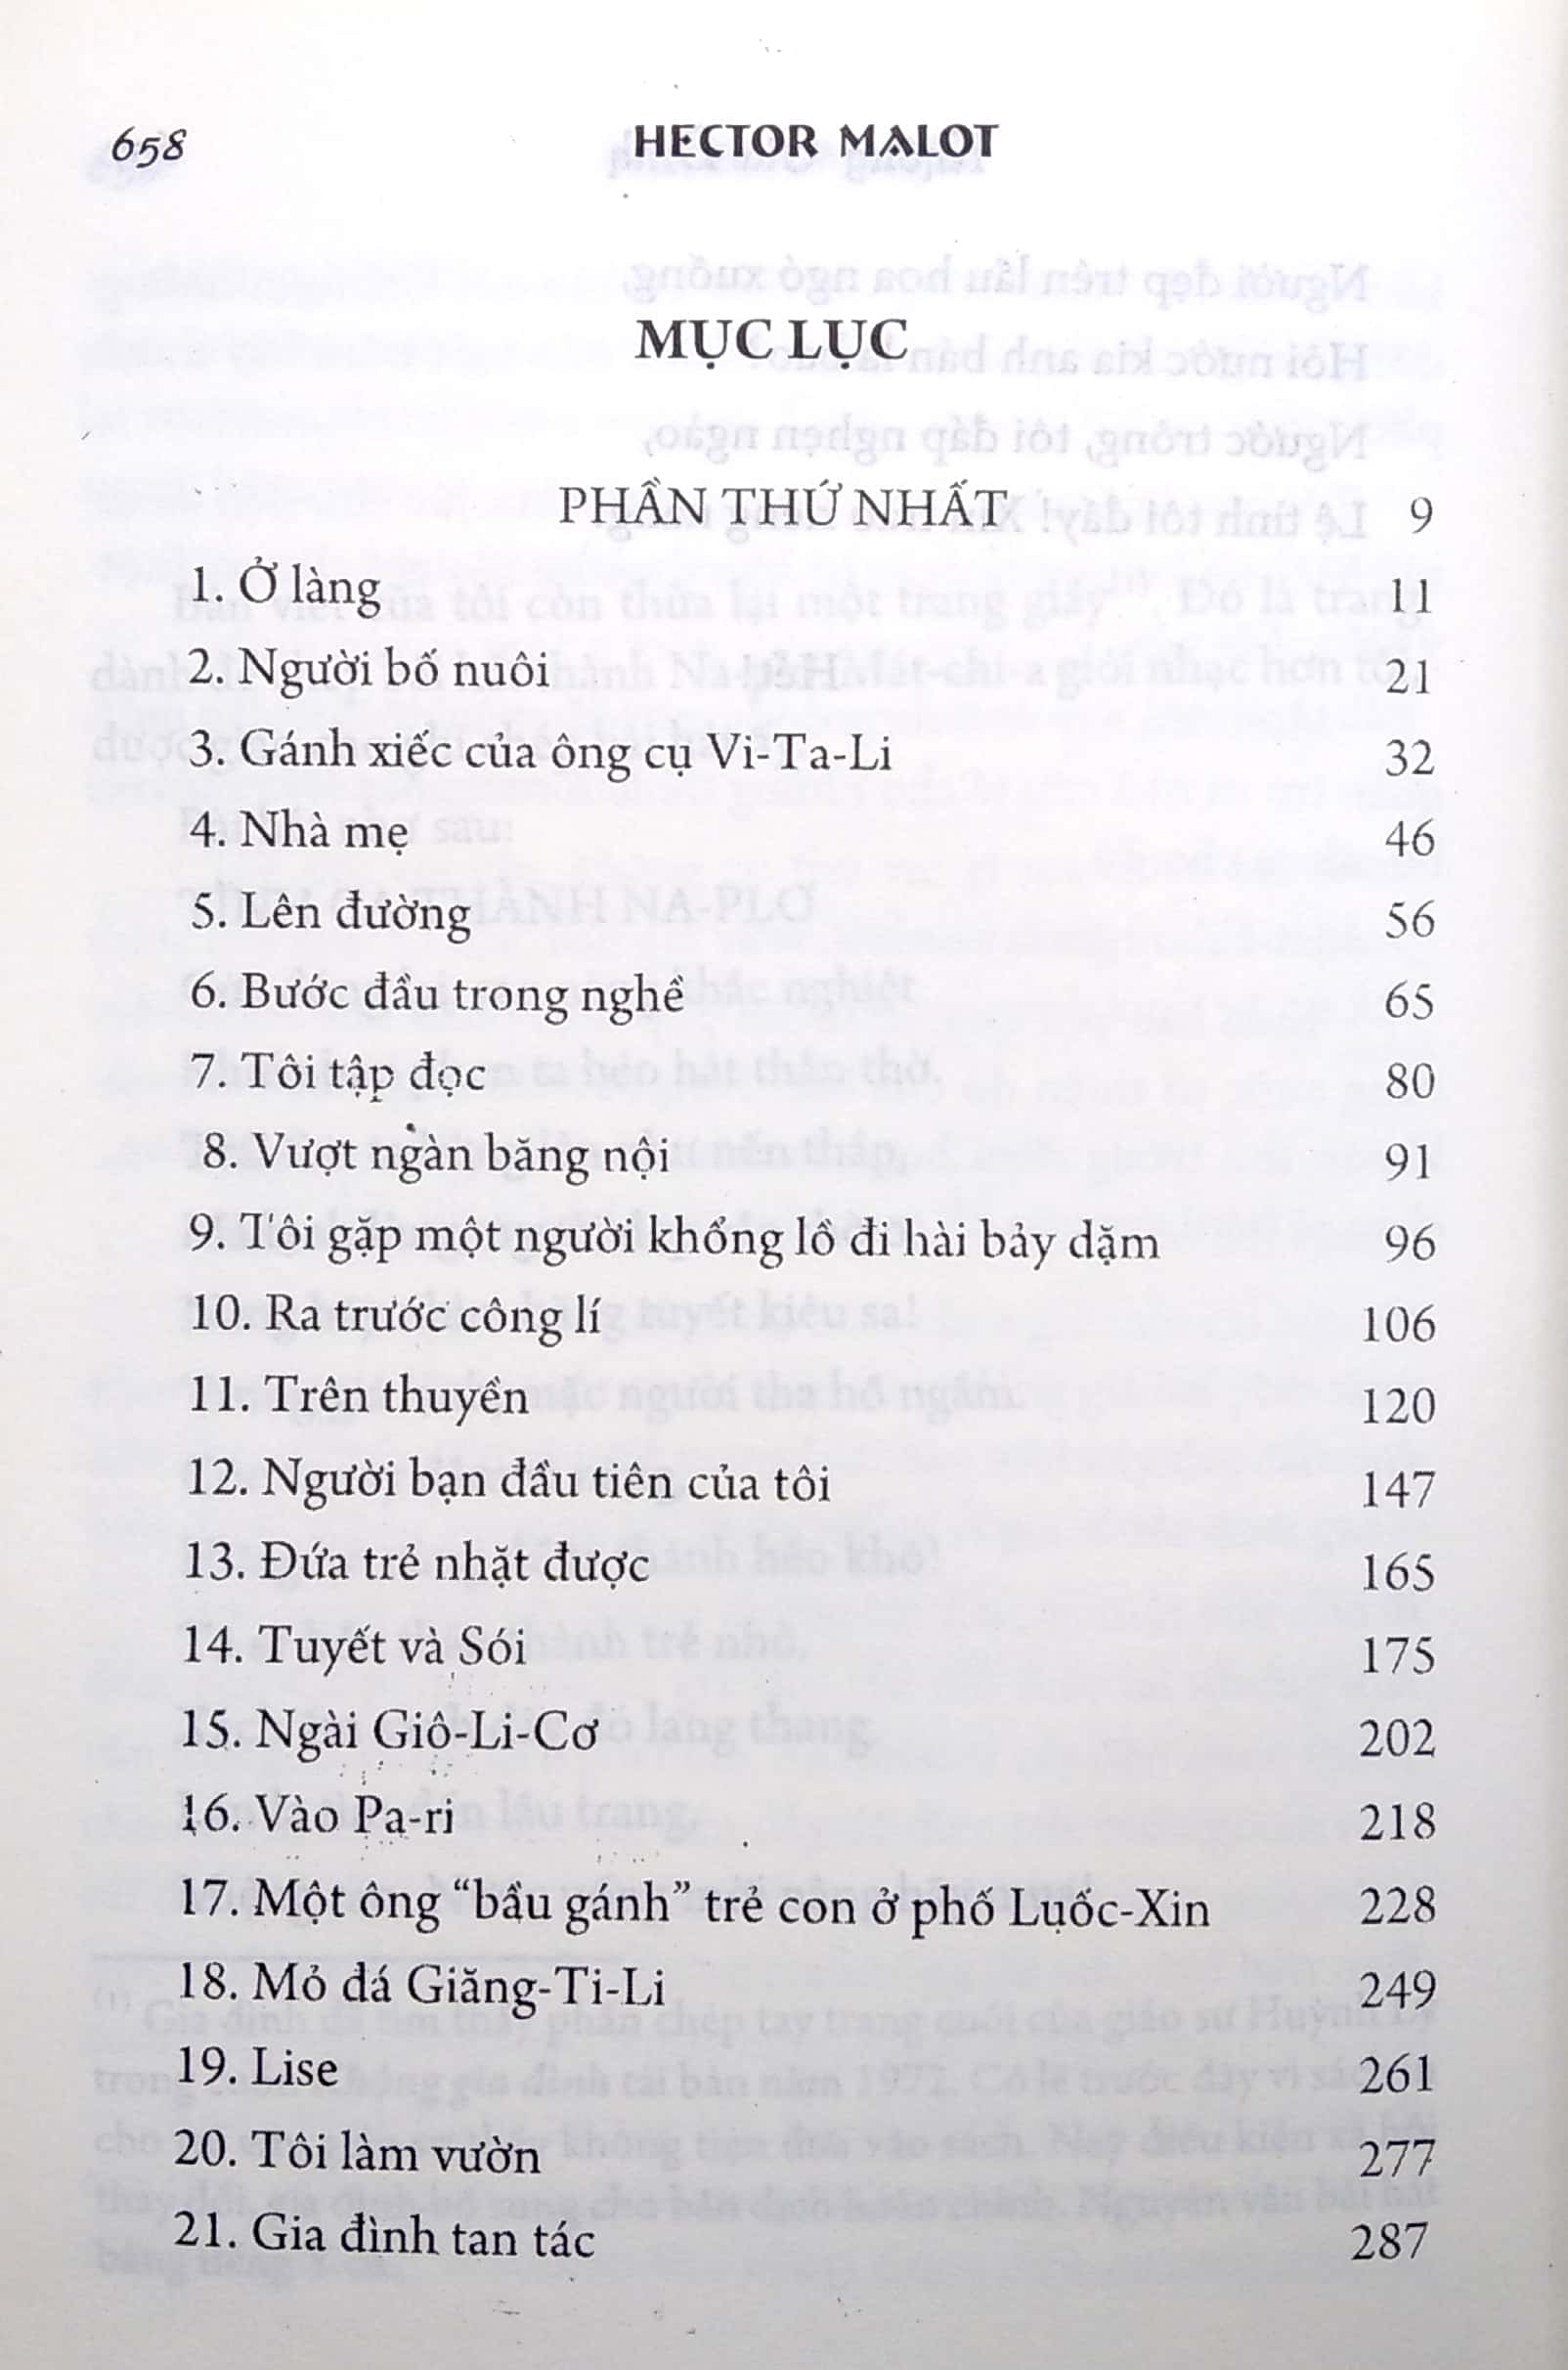 658 HECTOR MALOT
MỤC LỤC
PHẦN THỨ NHẤT 9
1. Ở làng 11
2. Người bố nuôi 21
3. Gánh xiếc của ông cụ Vi-Ta-Li 32
4. Nhà mẹ 46
5. Lên đường 56
6. Bước đầu trong nghề 65
7. Tôi tập đọc 80
8. Vượt ngàn băng nội 91
9. Tôi gặp một người khổng lồ đi hài bảy dặm 96
10. Ra trước công lí 106
11. Trên thuyền 120
12. Người bạn đầu tiên của tôi 147
13. Đứa trẻ nhặt được 165
14. Tuyết và Sói 175
15. Ngài Giô-Li-Cơ 202
16. Vào Pa-ri 218
17. Một ông “bầu gánh” trẻ con ở phố Luốc-Xin 228
18. Mỏ đá Giăng-Ti-Li 249
19. Lise 261
20. Tôi làm vườn 277
21. Gia đình tan tác 287